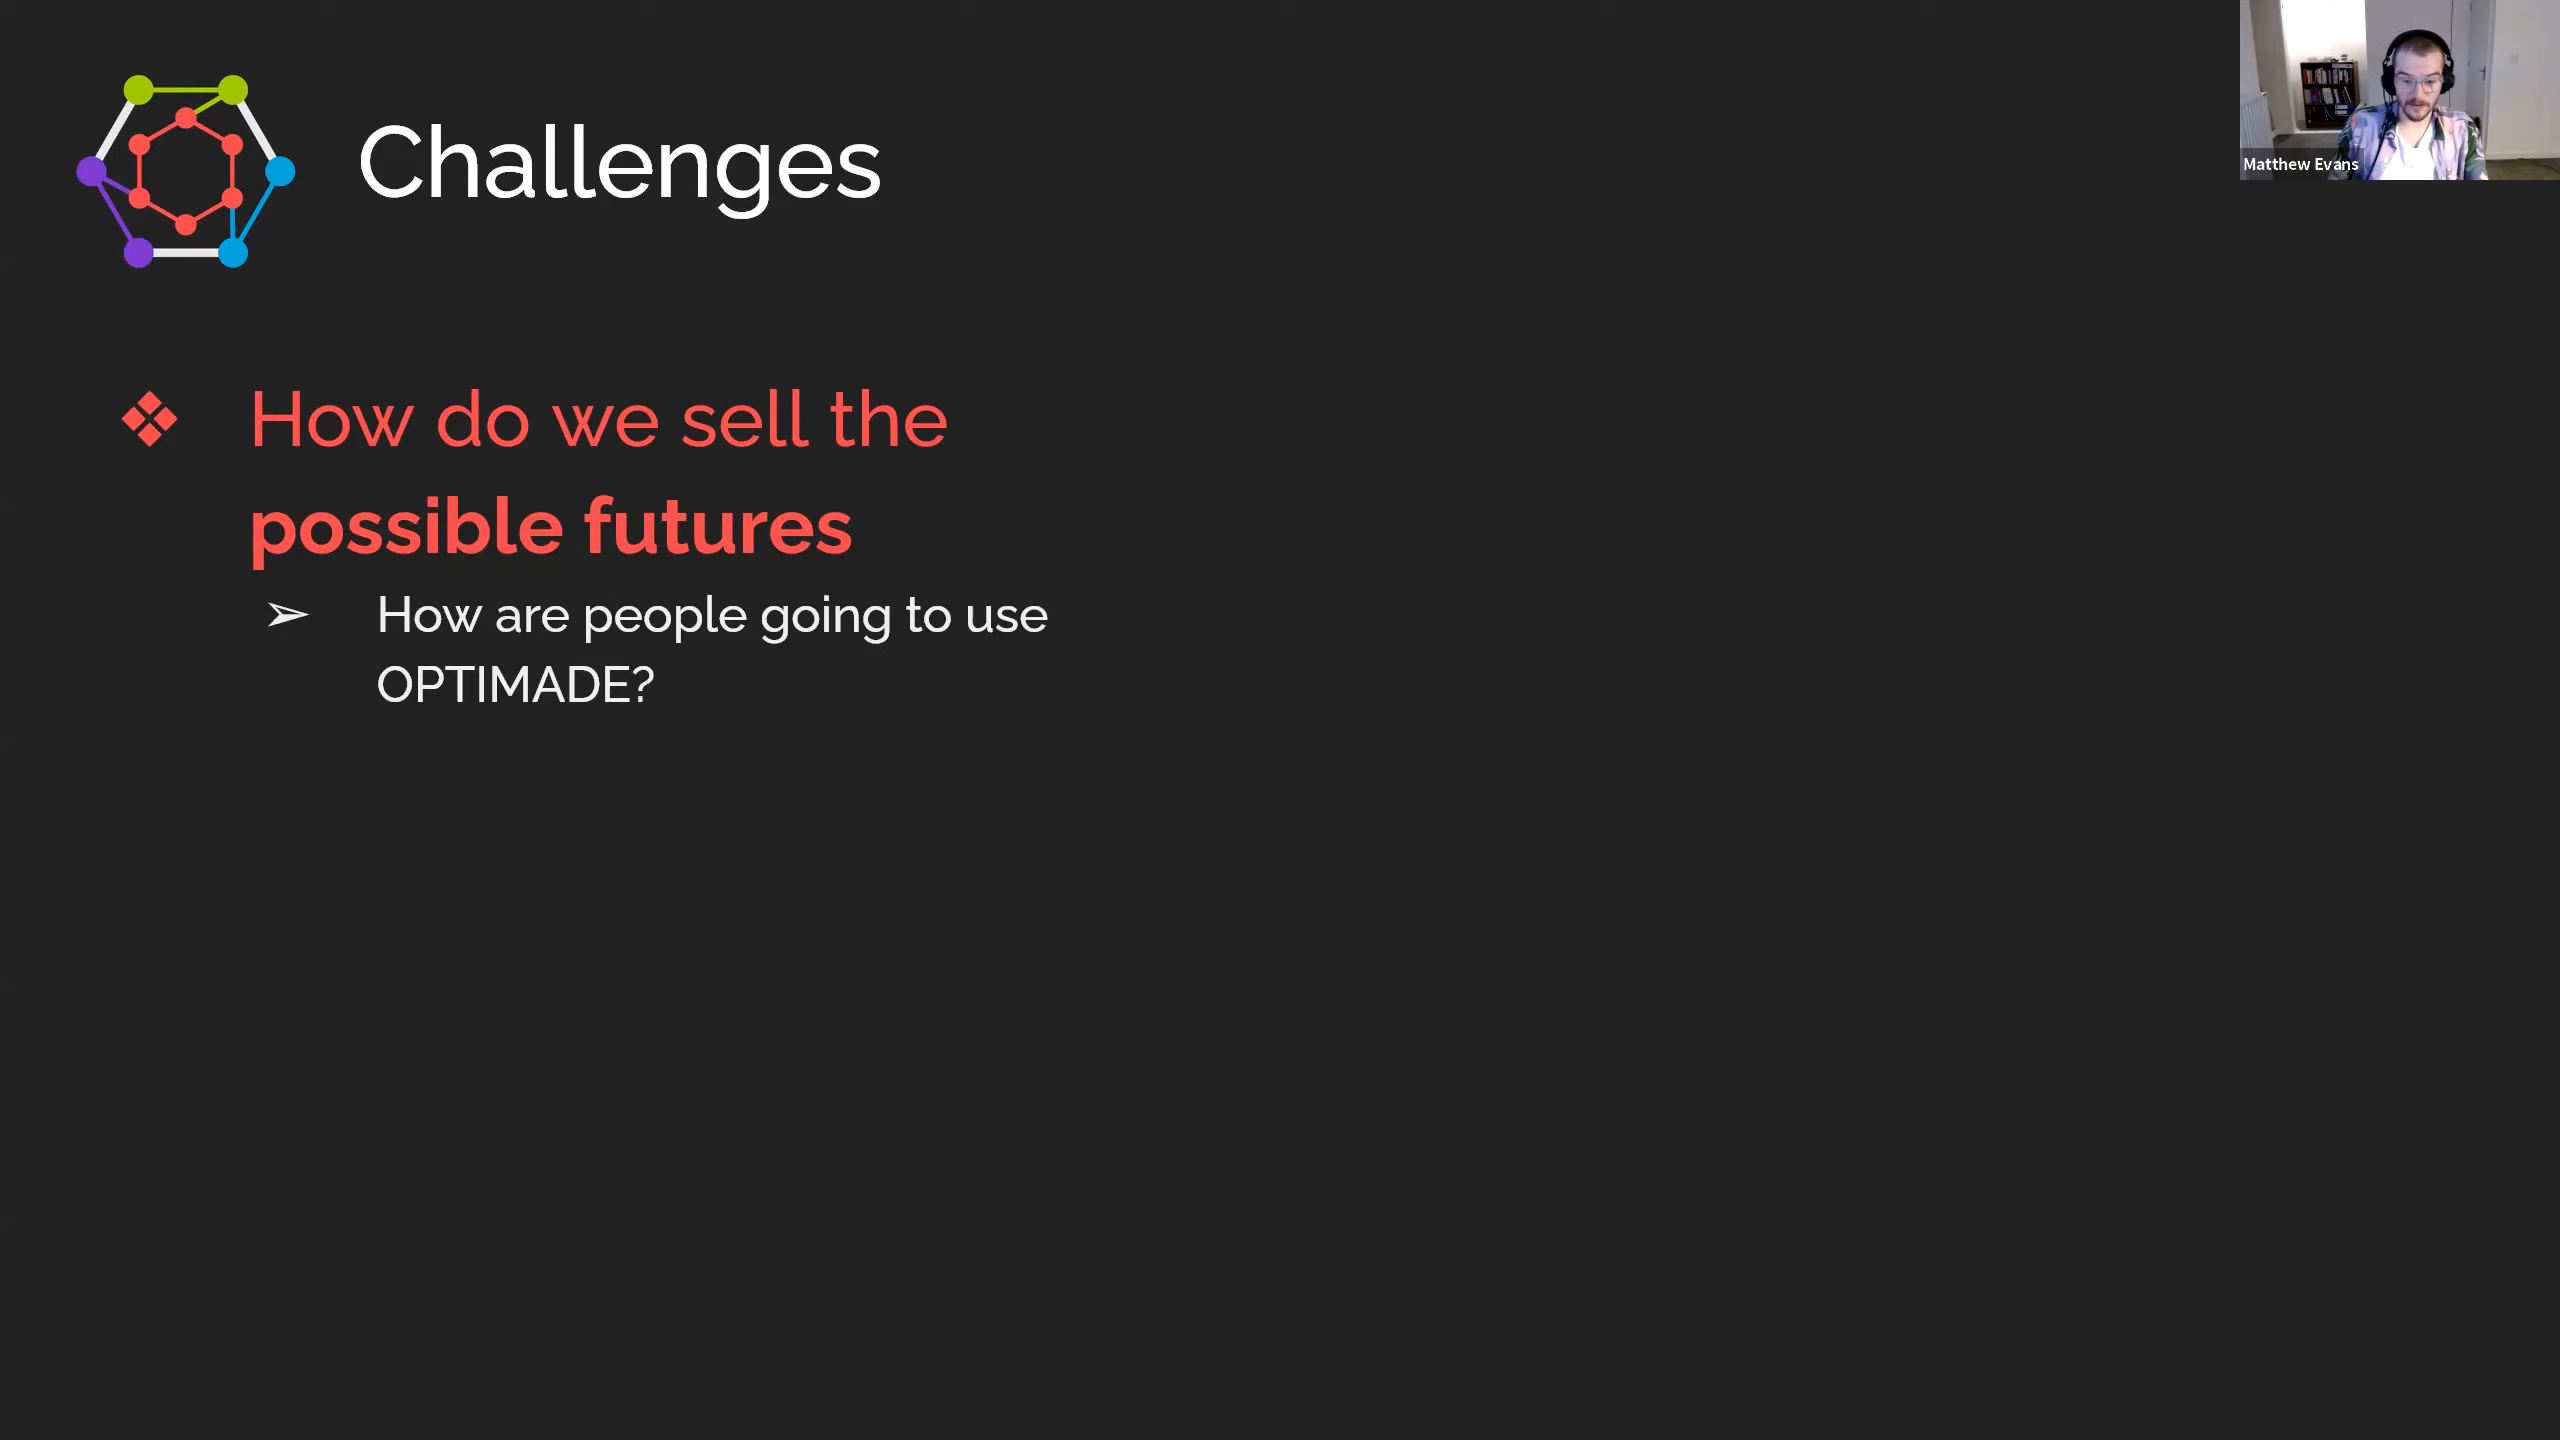 Challenges
Matthew Evans
❖ How do we sell the
possible futures
➢ How are people going to use
OPTIMADE?